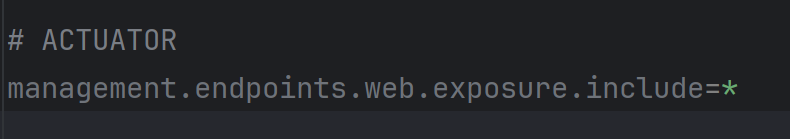 # ACTUATOR
management.endpoints.web.exposure.include=*